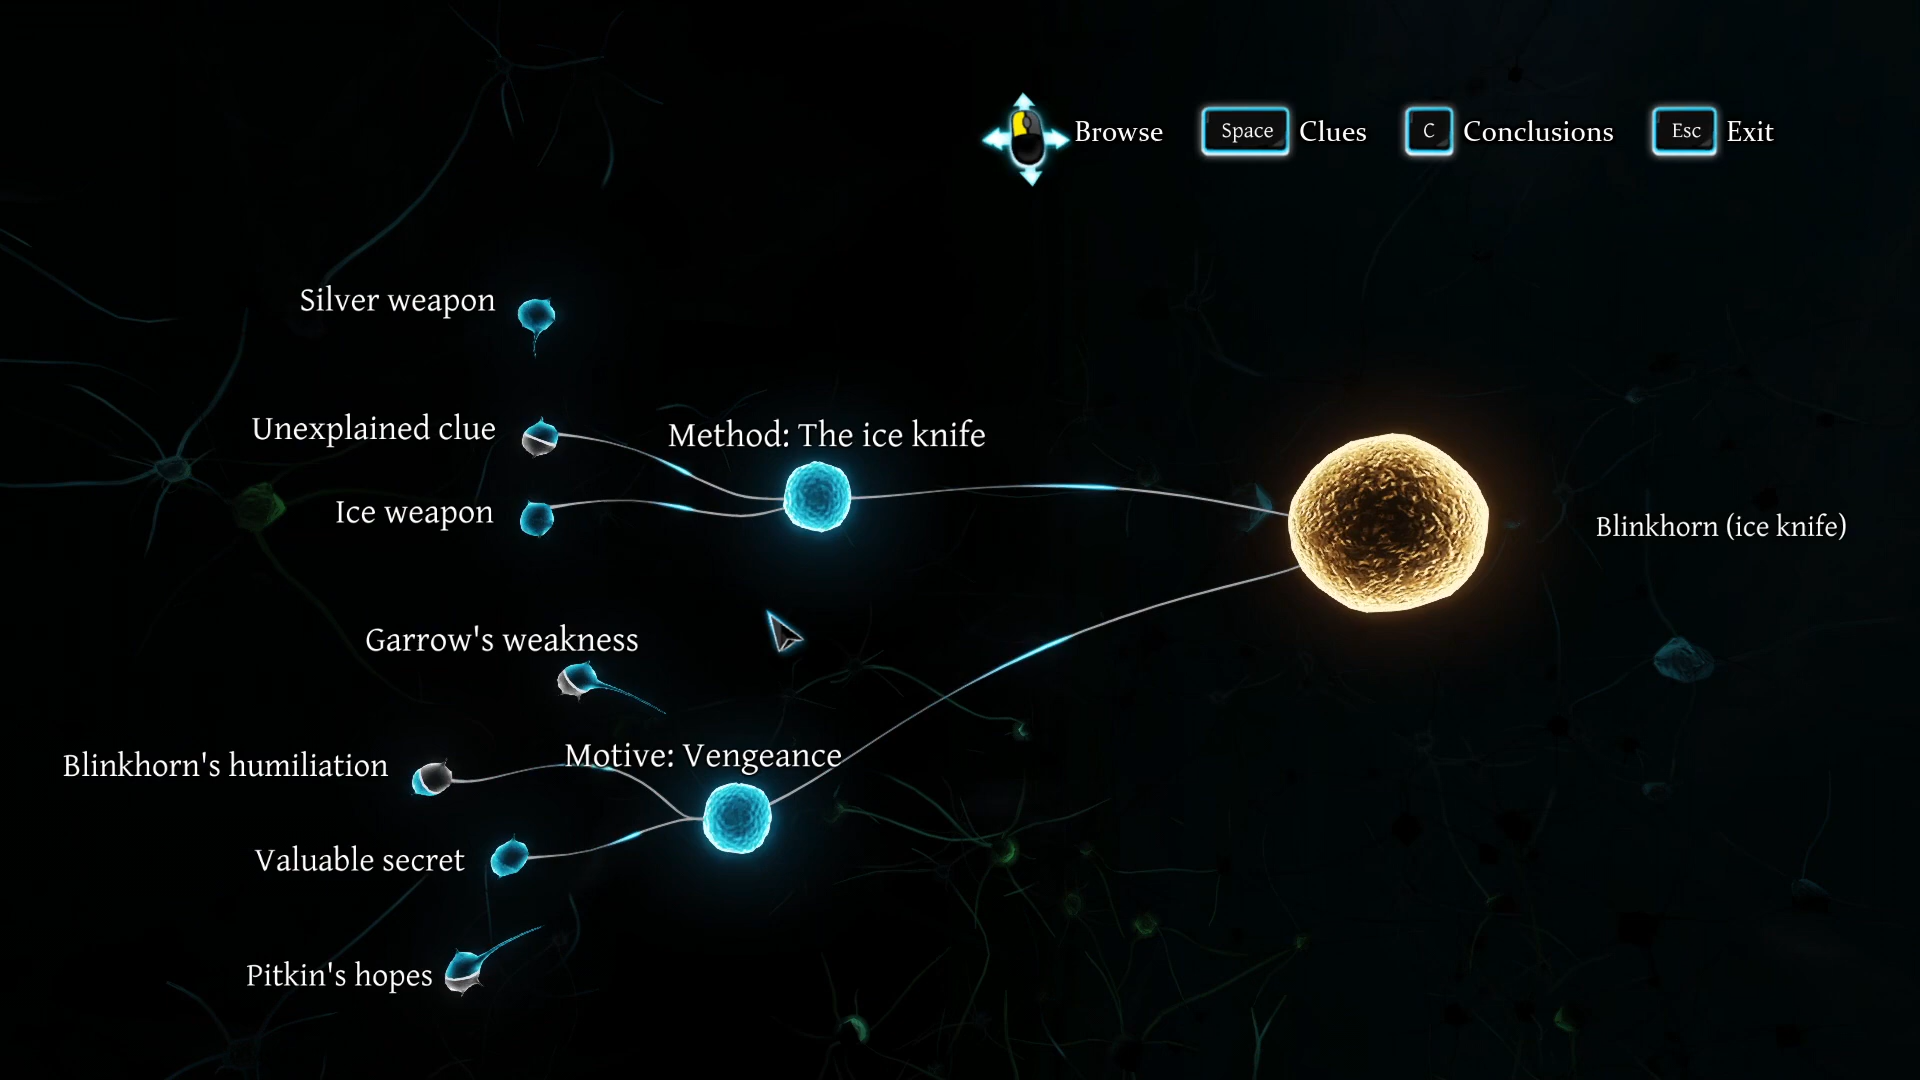 Browse
Space Clues
C Conclusions
Esc Exit
Silver weapon
Unexplained clue
Method: The ice knife
Ice weapon
Blinkhorn (ice knife)
Garrow's weakness
Motive: Vengeance
Blinkhorn's humiliation
Valuable secret
Pitkin's hopes